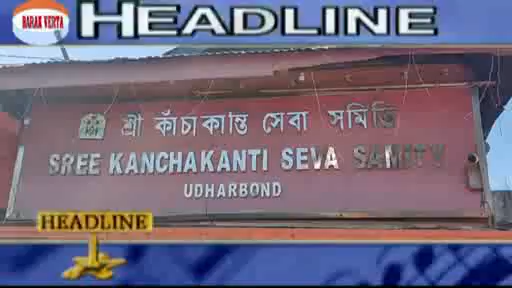 BARAK VERTA
HEADLINE
শ্রী কাঁচাকান্তি সেবা সমিতি
SREE KANCHAKANTI SEVA SAMITY
UDHARBOND
HEADLINE